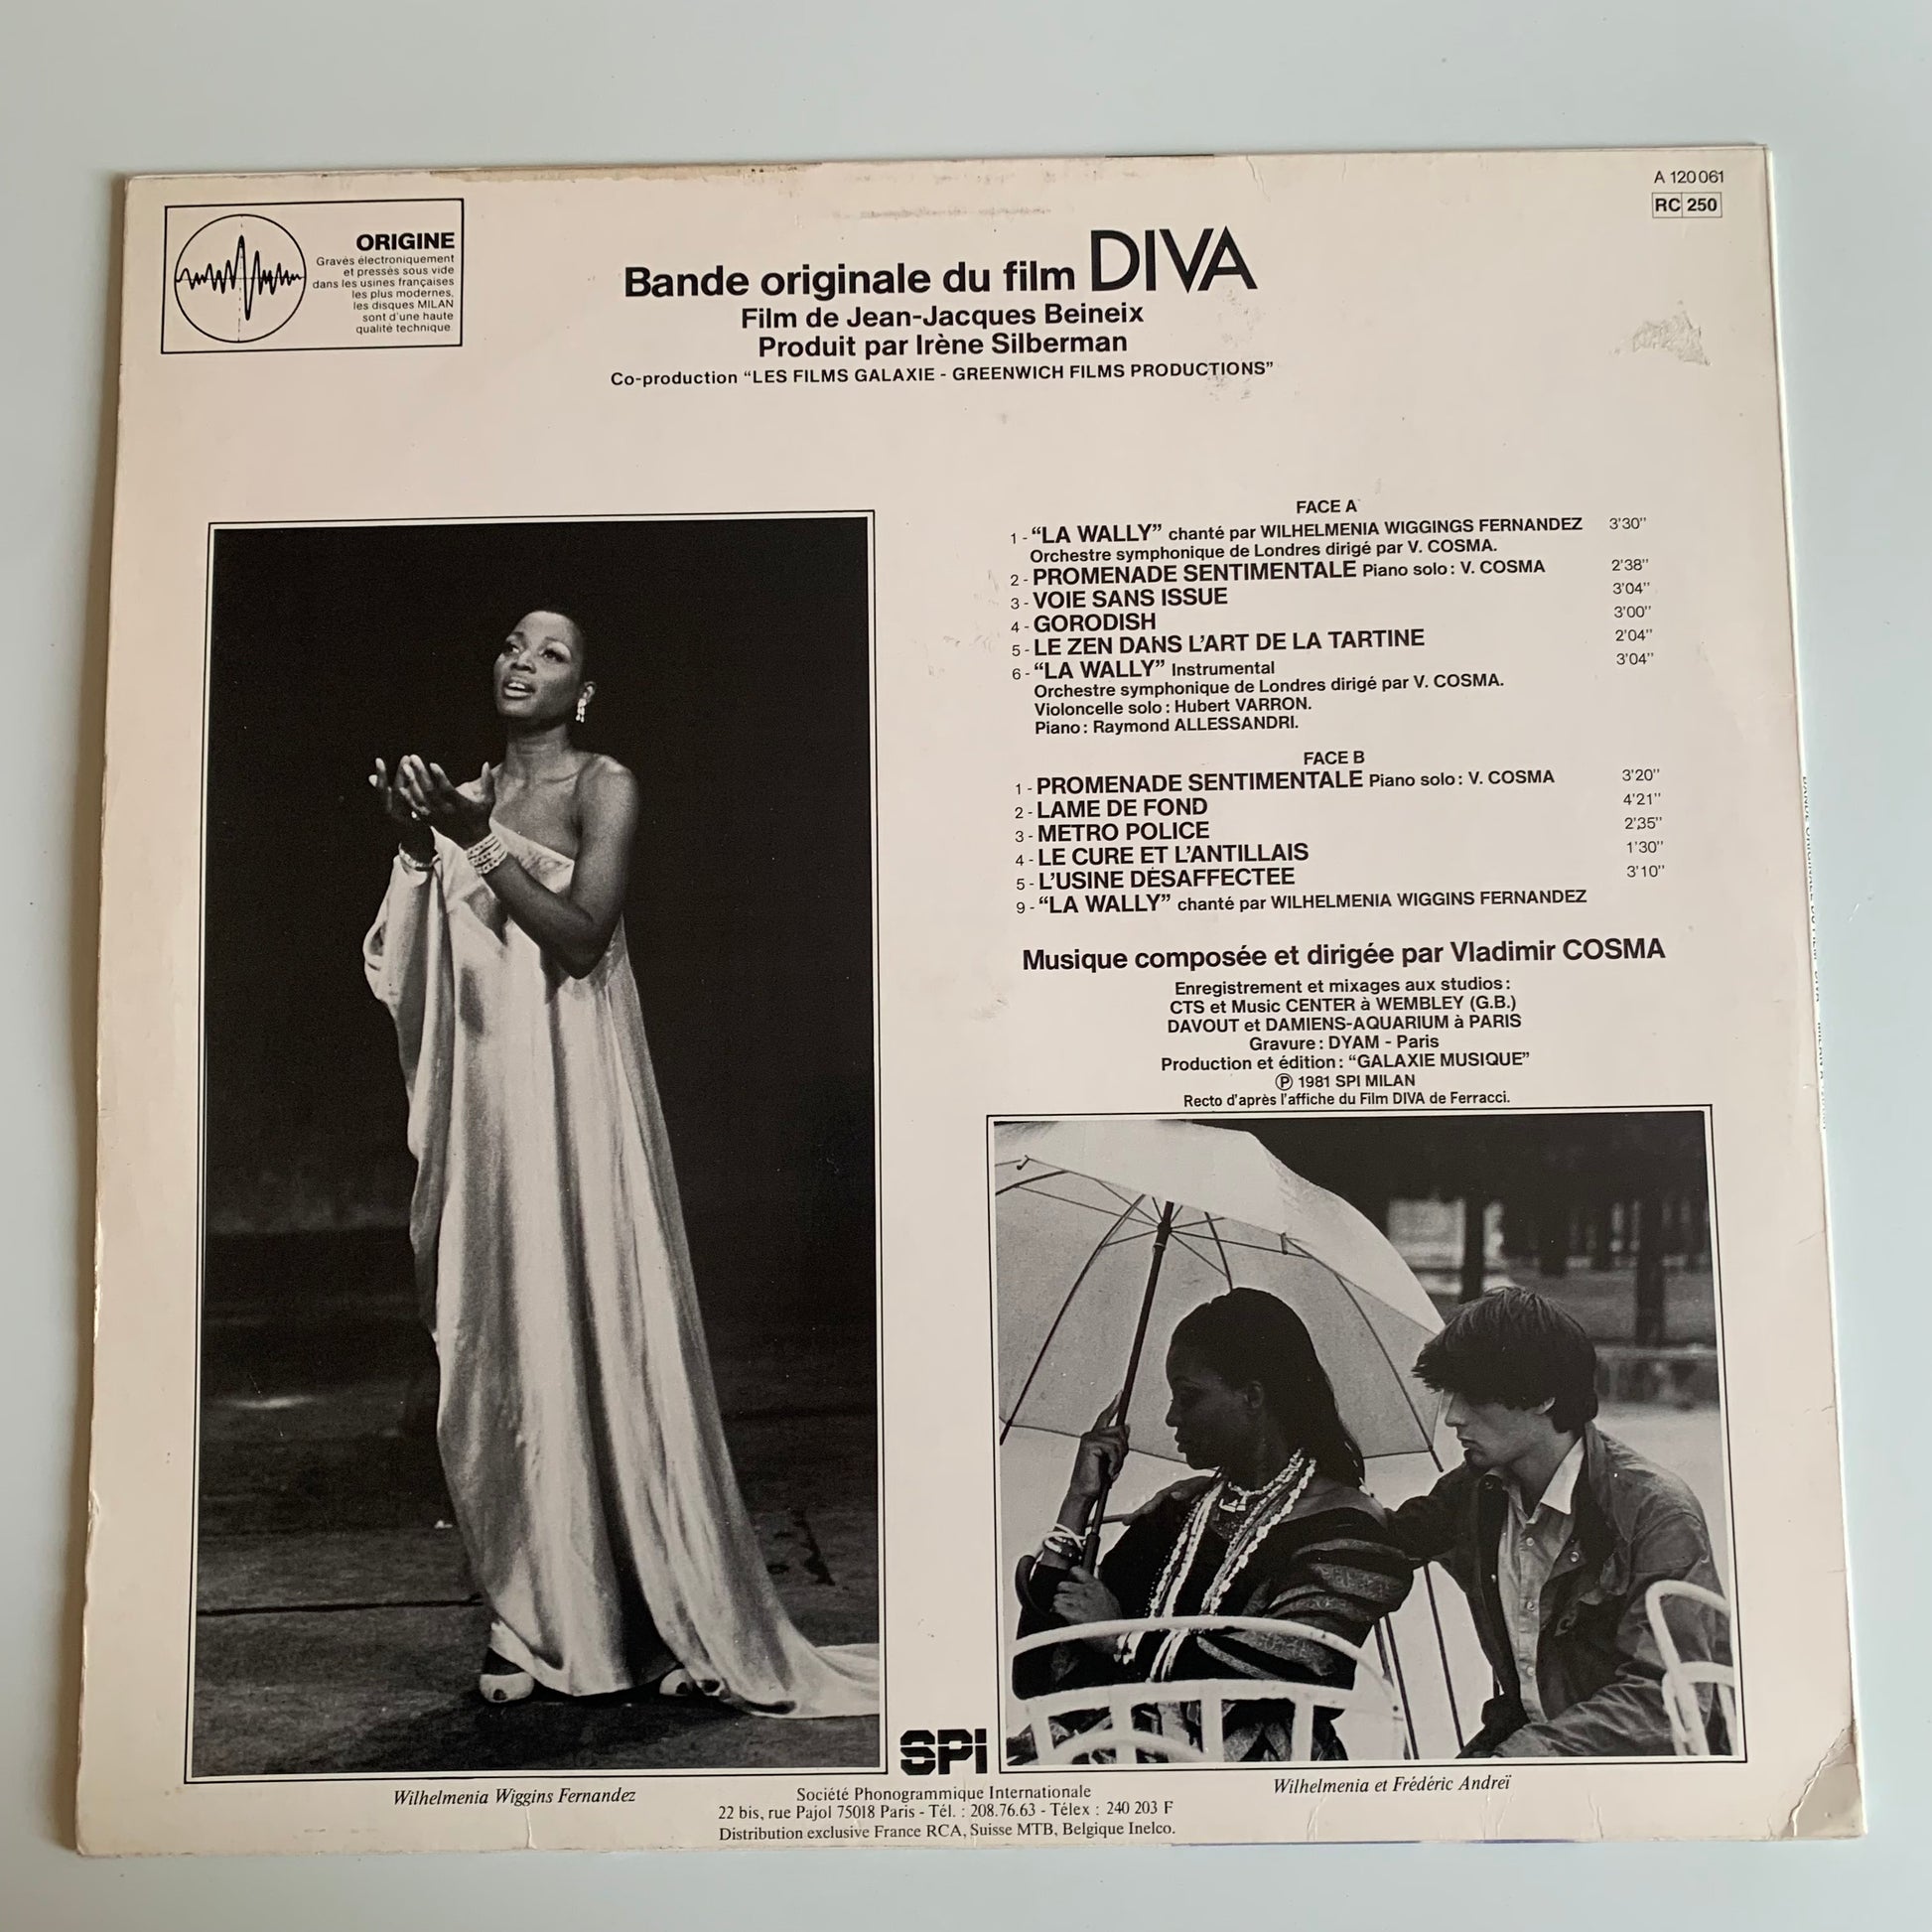 A 120061
RC 250
ORIGINE
Gravés électroniquement
et pressés sous vide
dans les usines françaises
les plus modernes,
les disques MILAN
sont d'une haute
qualité technique.
Bande originale du film DIVA
Film de Jean-Jacques Beineix
Produit par Irène Silberman
Co-production “LES FILMS GALAXIE - GREENWICH FILMS PRODUCTIONS”
FACE A
1 - “LA WALLY” chanté par WILHELMENIA WIGGINGS FERNANDEZ 3'30''
Orchestre symphonique de Londres dirigé par V. COSMA.
2 - PROMENADE SENTIMENTALE Piano solo : V. COSMA 2'38''
3 - VOIE SANS ISSUE 3'04''
4 - GORODISH 3'00''
5 - LE ZEN DANS L'ART DE LA TARTINE 2'04''
6 - “LA WALLY” Instrumental 3'04''
Orchestre symphonique de Londres dirigé par V. COSMA.
Violoncelle solo : Hubert VARRON.
Piano : Raymond ALLESSANDRI.
FACE B
1 - PROMENADE SENTIMENTALE Piano solo : V. COSMA 3'20''
2 - LAME DE FOND 4'21''
3 - METRO POLICE 2'35''
4 - LE CURE ET L'ANTILLAIS 1'30''
5 - L'USINE DESAFFECTEE 3'10''
9 - “LA WALLY” chanté par WILHELMENIA WIGGINS FERNANDEZ
Musique composée et dirigée par Vladimir COSMA
Enregistrement et mixages aux studios :
CTS et Music CENTER à WEMBLEY (G.B.)
DAVOUT et DAMIENS-AQUARIUM à PARIS
Gravure : DYAM - Paris
Production et édition : “GALAXIE MUSIQUE”
℗ 1981 SPI MILAN
Recto d'après l'affiche du Film DIVA de Ferracci.
SPI
Wilhelmenia Wiggins Fernandez
Wilhelmenia et Frédéric Andreï
Société Phonogrammique Internationale
22 bis, rue Pajol 75018 Paris - Tél. : 208.76.63 - Télex : 240 203 F
Distribution exclusive France RCA, Suisse MTB, Belgique Inelco.